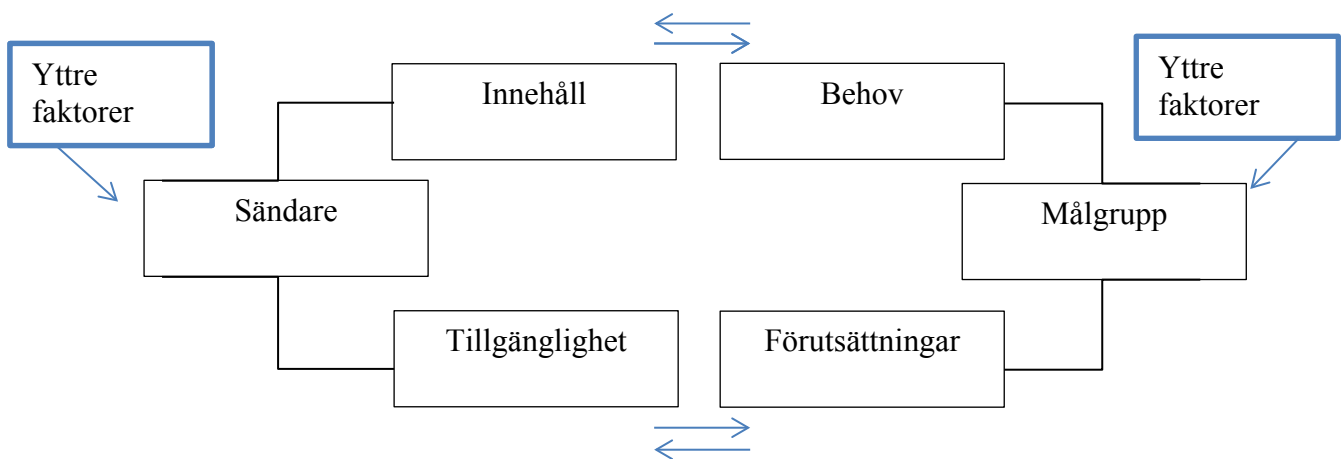 Yttre
faktorer
Innehåll
Behov
Yttre
faktorer
Sändare
Målgrupp
Tillgänglighet
Förutsättningar